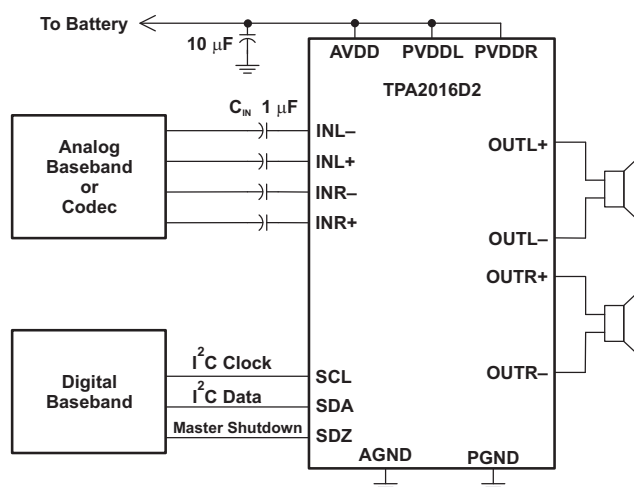 To Battery
10 μF
AVDD PVDDL PVDDR
TPA2016D2
CIN 1 μF
Analog
Baseband
or
Codec
INL–
INL+
INR–
INR+
OUTL+
OUTL–
OUTR+
OUTR–
Digital
Baseband
I2C Clock
I2C Data
Master Shutdown
SCL
SDA
SDZ
AGND PGND